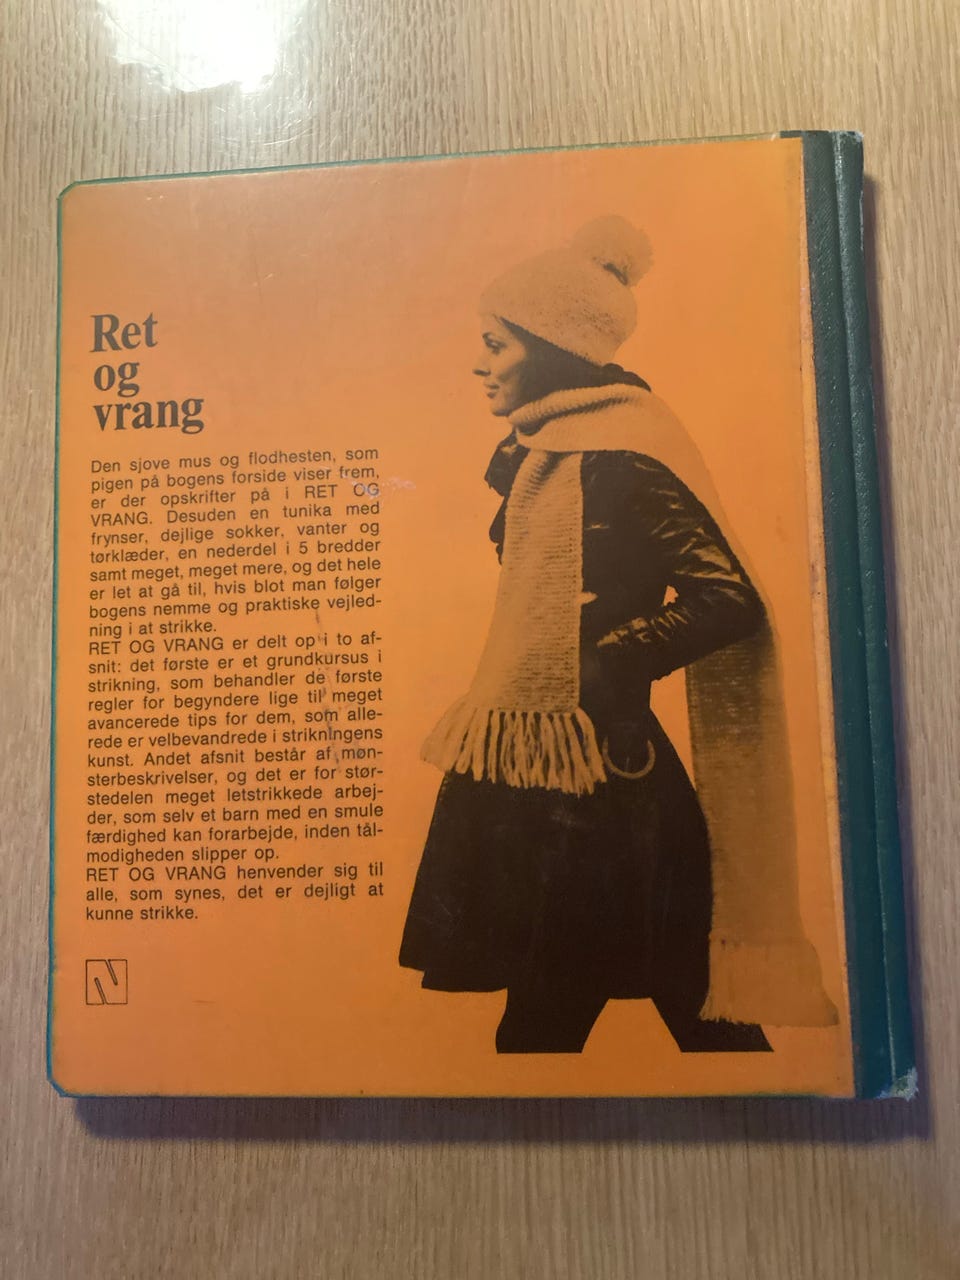 Ret
og
vrang
Den sjove mus og flodhesten, som
pigen på bogens forside viser frem,
er der opskrifter på i RET OG
VRANG. Desuden en tunika med
frynser, dejlige sokker, vanter og
tørklæder, en nederdel i 5 bredder
samt meget, meget mere, og det hele
er let at gå til, hvis blot man følger
bogens nemme og praktiske vejled-
ning i at strikke.
RET OG VRANG er delt op i to af-
snit: det første er et grundkursus i
strikning, som behandler de første
regler for begyndere lige til meget
avancerede tips for dem, som alle-
rede er velbevandrede i strikningens
kunst. Andet afsnit består af møn-
sterbeskrivelser, og det er for stør-
stedelen meget letstrikkede arbej-
der, som selv et barn med en smule
færdighed kan forarbejde, inden tål-
modigheden slipper op.
RET OG VRANG henvender sig til
alle, som synes, det er dejligt at
kunne strikke.
N